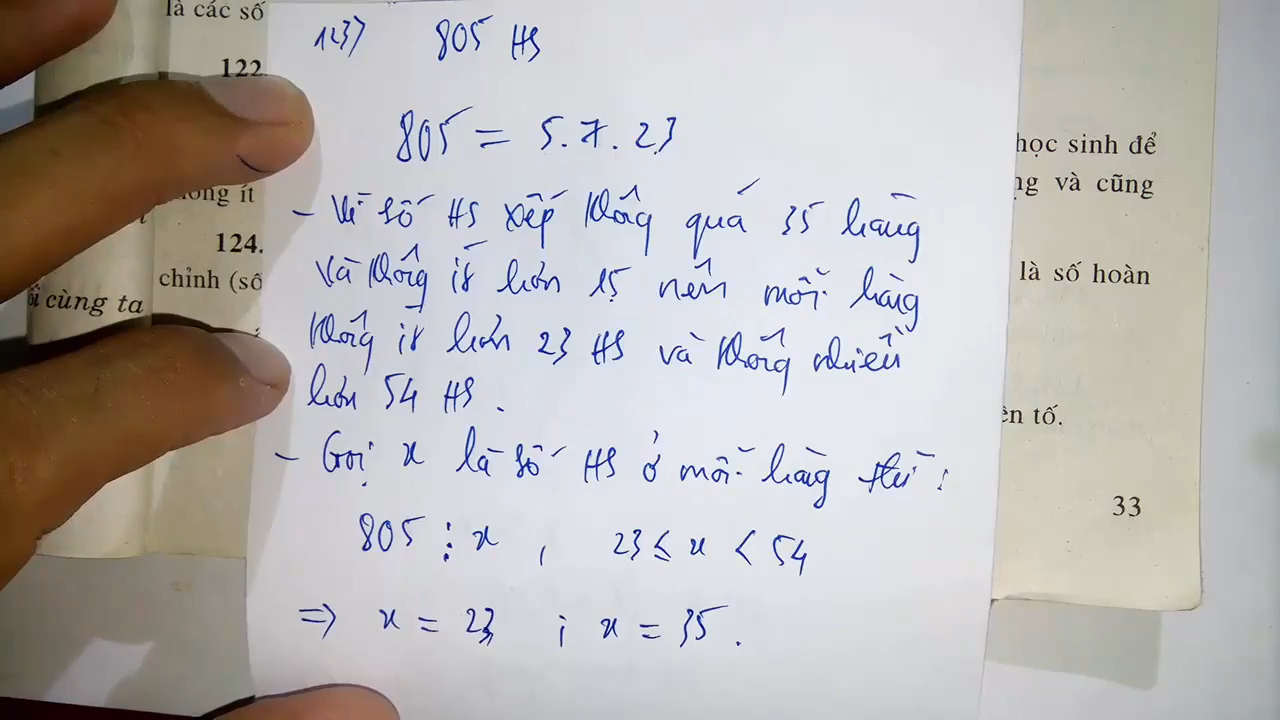 là các số
122.
ít
124.
chỉnh (số
cùng ta
123) 805 HS
805 = 5.7.23
- Vì số HS xếp không quá 35 hàng
và không ít hơn 15 nên mỗi hàng
không ít hơn 23 HS và không nhiều
hơn 54 HS.
- Gọi x là số HS ở mỗi hàng thì:
805 ⋮ x , 23 ≤ x < 54
=> x = 23 ; x = 35.
học sinh để
và cũng
là số hoàn
tố.
33